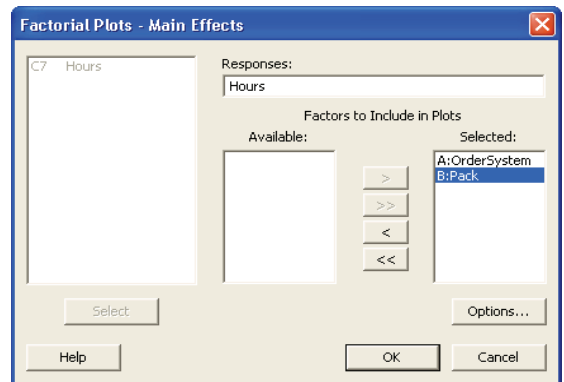 Factorial Plots - Main Effects
C7 Hours
Responses:
Hours
Factors to Include in Plots
Available:
Selected:
A:OrderSystem
B:Pack
>
>>
<
<<
Select
Options...
Help
OK
Cancel